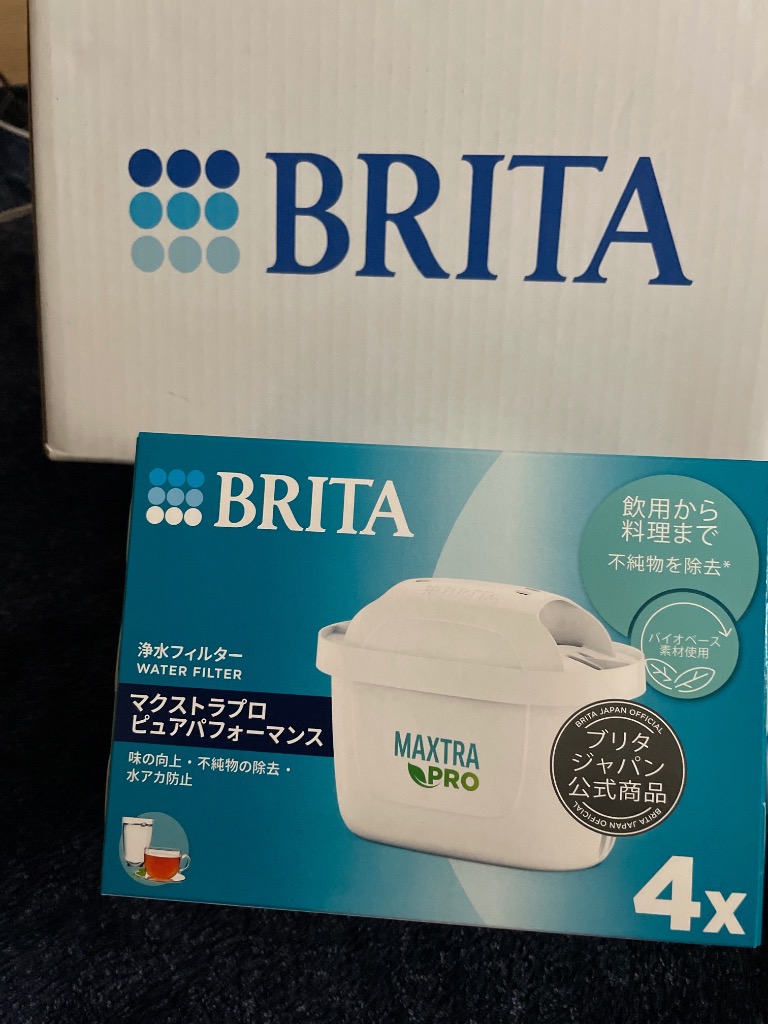 BRITA
BRITA
飲用から
料理まで
不純物を除去*
バイオベース
素材使用
浄水フィルター
WATER FILTER
マクストラプロ
ピュアパフォーマンス
味の向上・不純物の除去・
水アカ防止
MAXTRA
PRO
BRITA JAPAN OFFICIAL
ブリタ
ジャパン
公式商品
BRITA JAPAN OFFICIAL
4x